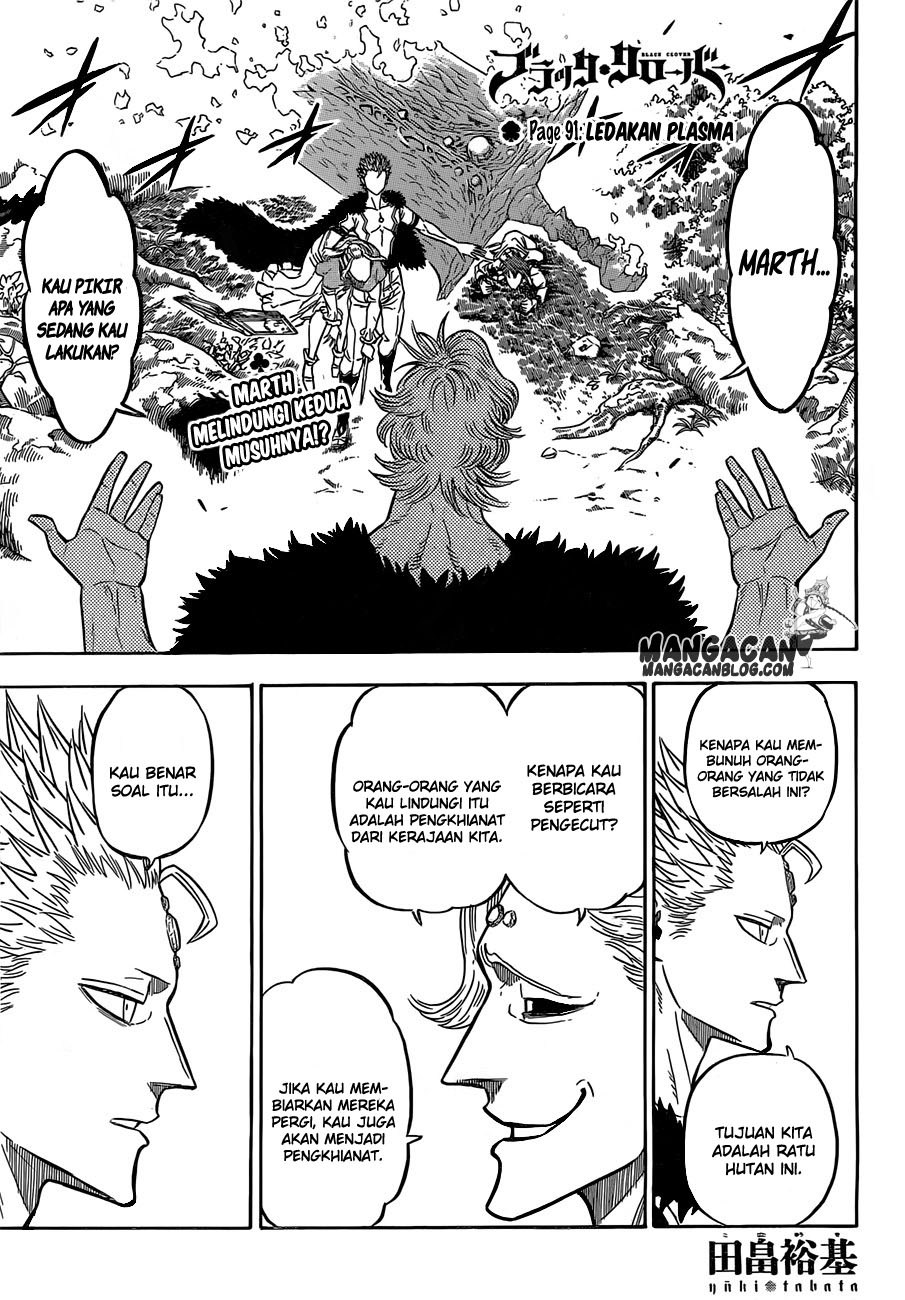 BLACK CLOVER
ブラック・クローバー
Page 91: LEDAKAN PLASMA
MARTH...
KAU PIKIR
APA YANG
SEDANG KAU
LAKUKAN?
MARTH
MELINDUNGI KEDUA
MUSUHNYA!?
MANGACAN
MANGACANBLOG.COM
KENAPA KAU MEM-
BUNUH ORANG-
ORANG YANG TIDAK
BERSALAH INI?
TUJUAN KITA
ADALAH RATU
HUTAN INI.
KENAPA KAU
BERBICARA
SEPERTI
PENGECUT?
ORANG-ORANG YANG
KAU LINDUNGI ITU
ADALAH PENGKHIANAT
DARI KERAJAAN KITA.
JIKA KAU MEM-
BIARKAN MEREKA
PERGI, KAU JUGA
AKAN MENJADI
PENGKHIANAT.
KAU BENAR
SOAL ITU...
田畠裕基
yūki tabata